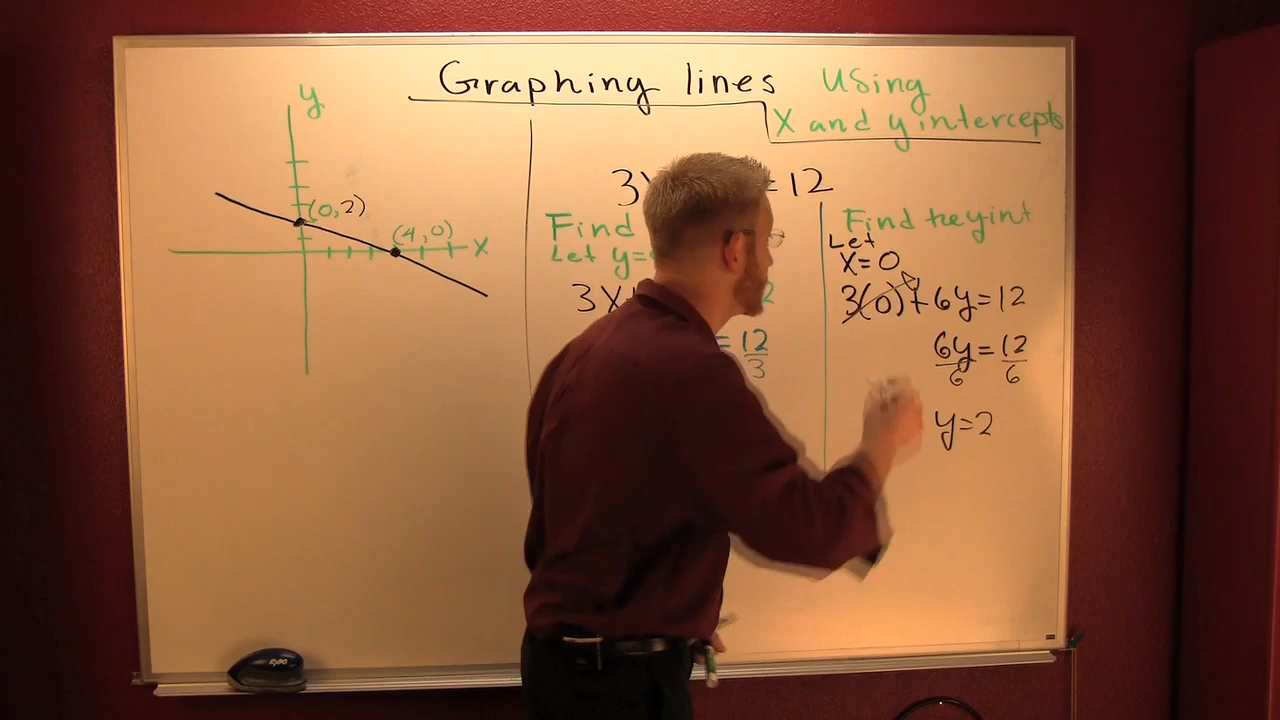 Graphing lines Using
X and y intercepts
y
(0,2)
(4,0)
X
3 =12
Find
Let y=
3X
2
= 12
3
Find the y int
Let
X=0
3(0)+6y=12
6y=12
6 6
y=2
EXPO